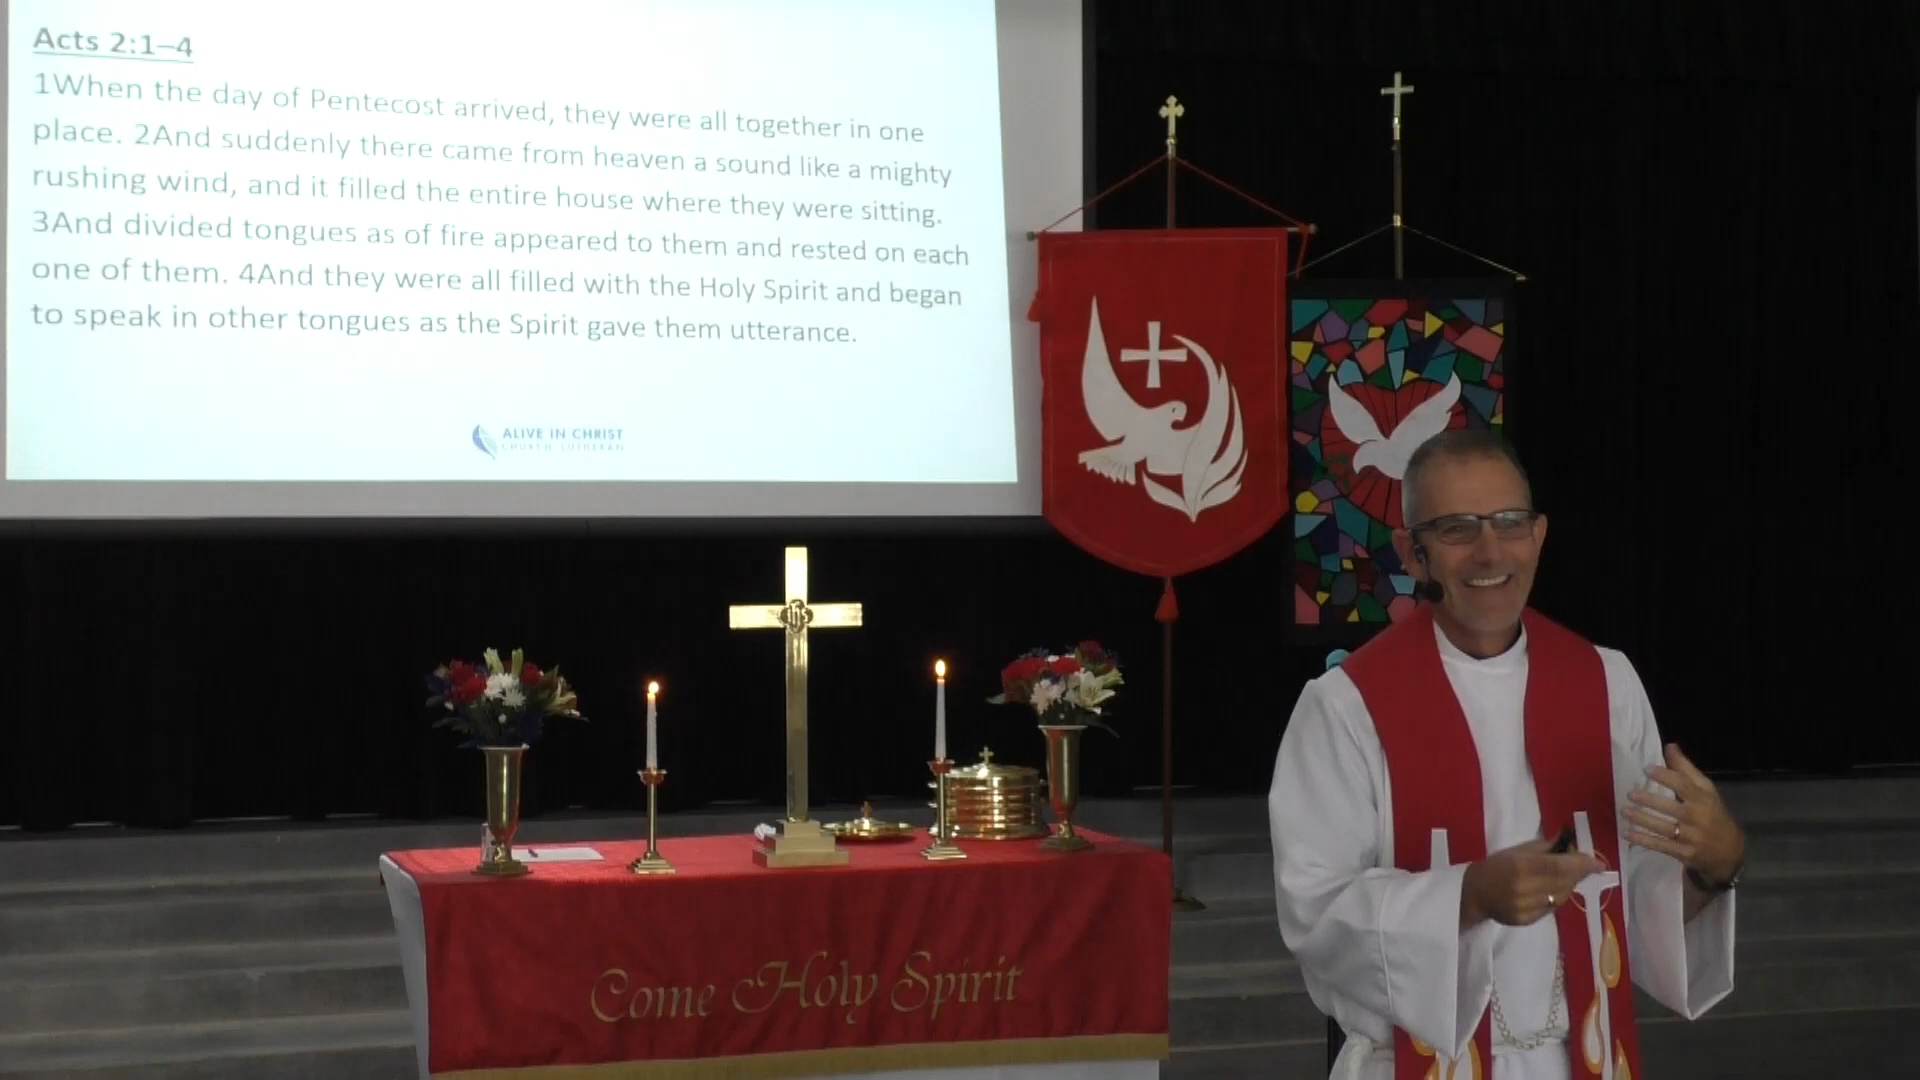 Acts 2:1–4
1When the day of Pentecost arrived, they were all together in one
place. 2And suddenly there came from heaven a sound like a mighty
rushing wind, and it filled the entire house where they were sitting.
3And divided tongues as of fire appeared to them and rested on each
one of them. 4And they were all filled with the Holy Spirit and began
to speak in other tongues as the Spirit gave them utterance.
ALIVE IN CHRIST
CHURCH LUTHERAN
ihs
Come Holy Spirit